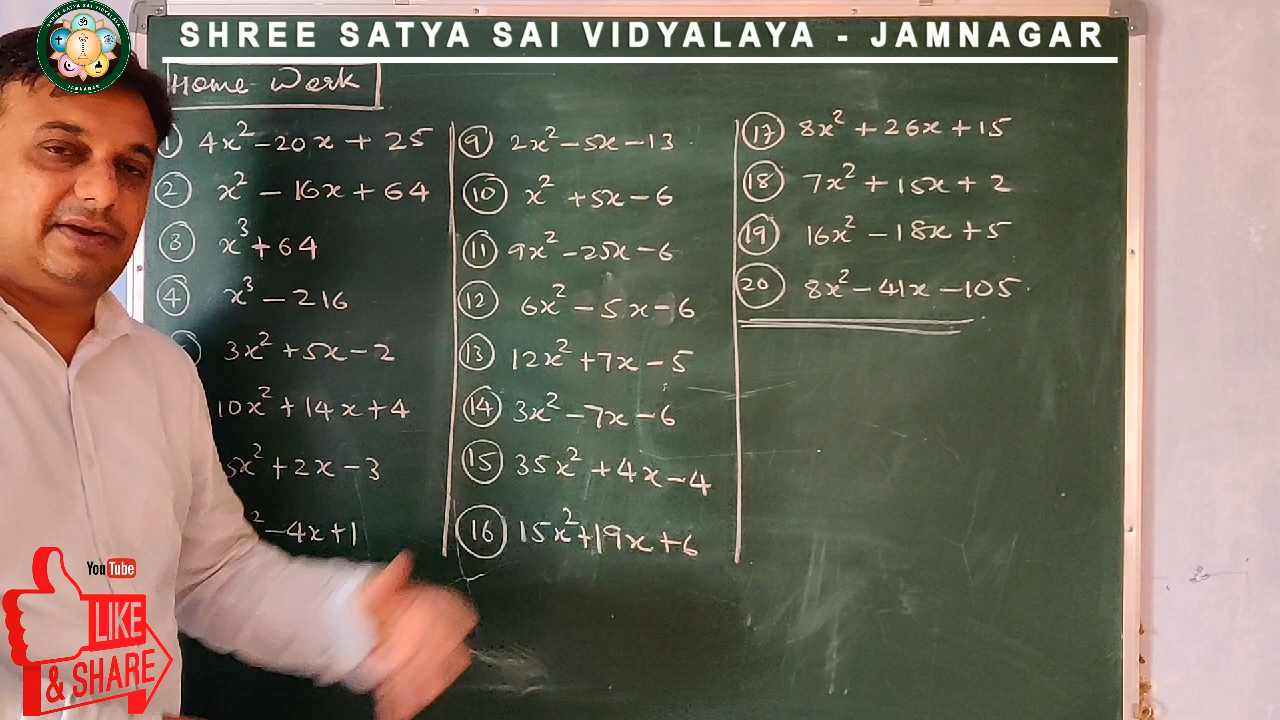 SHREE SATYA SAI VIDYALAYA - JAMNAGAR
Home Work
1) 4x² - 20x + 25
2) x² - 16x + 64
3) x³ + 64
4) x³ - 216
3x² + 5x - 2
10x² + 14x + 4
5x² + 2x - 3
² - 4x + 1
9) 2x² - 5x - 13
10) x² + 5x - 6
11) 9x² - 25x - 6
12) 6x² - 5x - 6
13) 12x² + 7x - 5
14) 3x² - 7x - 6
15) 35x² + 4x - 4
16) 15x² + 19x + 6
17) 8x² + 26x + 15
18) 7x² + 15x + 2
19) 16x² - 18x + 5
20) 8x² - 41x - 105
YouTube
LIKE
& SHARE